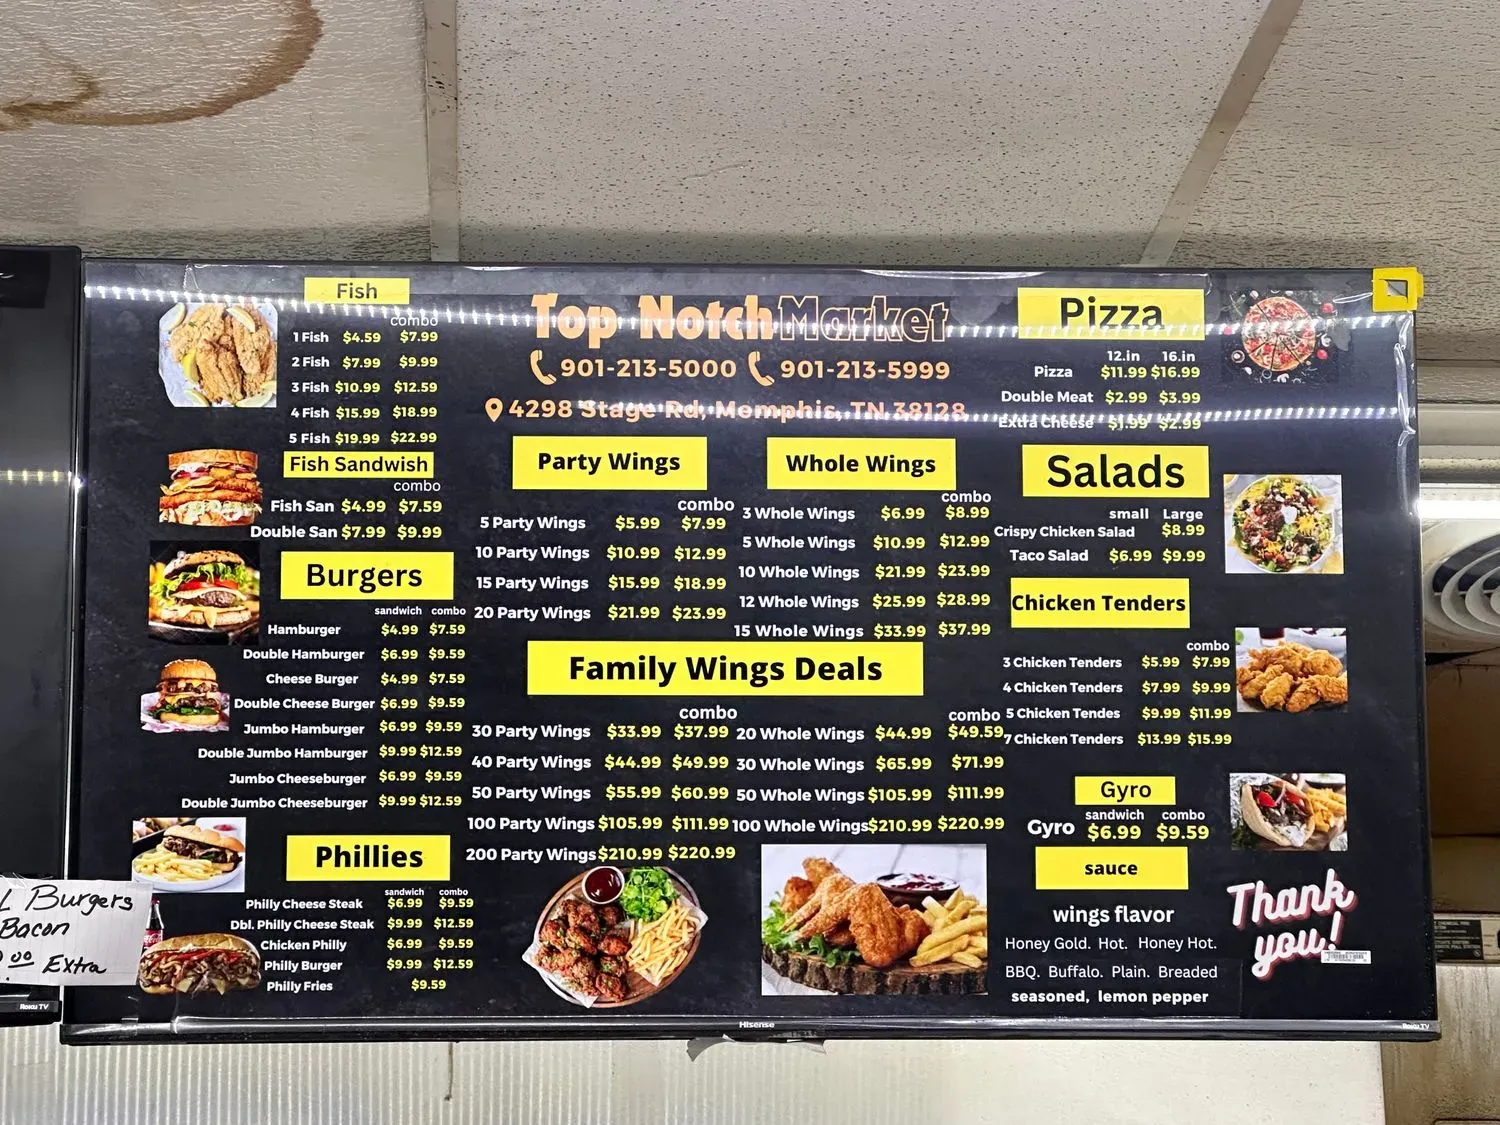 Fish
combo
1 Fish $4.59 $7.99
2 Fish $7.99 $9.99
3 Fish $10.99 $12.59
4 Fish $15.99 $18.99
5 Fish $19.99 $22.99
Fish Sandwish
combo
Fish San $4.99 $7.59
Double San $7.99 $9.99
Burgers
sandwich combo
Hamburger $4.99 $7.59
Double Hamburger $6.99 $9.59
Cheese Burger $4.99 $7.59
Double Cheese Burger $6.99 $9.59
Jumbo Hamburger $6.99 $9.59
Double Jumbo Hamburger $9.99 $12.59
Jumbo Cheeseburger $6.99 $9.59
Double Jumbo Cheeseburger $9.99 $12.59
Phillies
sandwich combo
Philly Cheese Steak $6.99 $9.59
Dbl. Philly Cheese Steak $9.99 $12.59
Chicken Philly $6.99 $9.59
Philly Burger $9.99 $12.59
Philly Fries $9.59
Top Notch Market
901-213-5000 901-213-5999
4298 Stage Rd, Memphis, TN 38128
Party Wings
combo
5 Party Wings $5.99 $7.99
10 Party Wings $10.99 $12.99
15 Party Wings $15.99 $18.99
20 Party Wings $21.99 $23.99
Whole Wings
combo
3 Whole Wings $6.99 $8.99
5 Whole Wings $10.99 $12.99
10 Whole Wings $21.99 $23.99
12 Whole Wings $25.99 $28.99
15 Whole Wings $33.99 $37.99
Family Wings Deals
combo
30 Party Wings $33.99 $37.99
40 Party Wings $44.99 $49.99
50 Party Wings $55.99 $60.99
100 Party Wings $105.99 $111.99
200 Party Wings $210.99 $220.99
combo
20 Whole Wings $44.99 $49.59
30 Whole Wings $65.99 $71.99
50 Whole Wings $105.99 $111.99
100 Whole Wings $210.99 $220.99
Pizza
12.in 16.in
Pizza $11.99 $16.99
Double Meat $2.99 $3.99
Extra Cheese $1.99 $2.99
Salads
small Large
Crispy Chicken Salad $8.99
Taco Salad $6.99 $9.99
Chicken Tenders
combo
3 Chicken Tenders $5.99 $7.99
4 Chicken Tenders $7.99 $9.99
5 Chicken Tendes $9.99 $11.99
7 Chicken Tenders $13.99 $15.99
Gyro
sandwich combo
Gyro $6.99 $9.59
sauce
wings flavor
Honey Gold. Hot. Honey Hot.
BBQ. Buffalo. Plain. Breaded
seasoned, lemon pepper
Thank
you!
Burgers
Bacon
Extra
Roku TV
Hisense
Roku TV